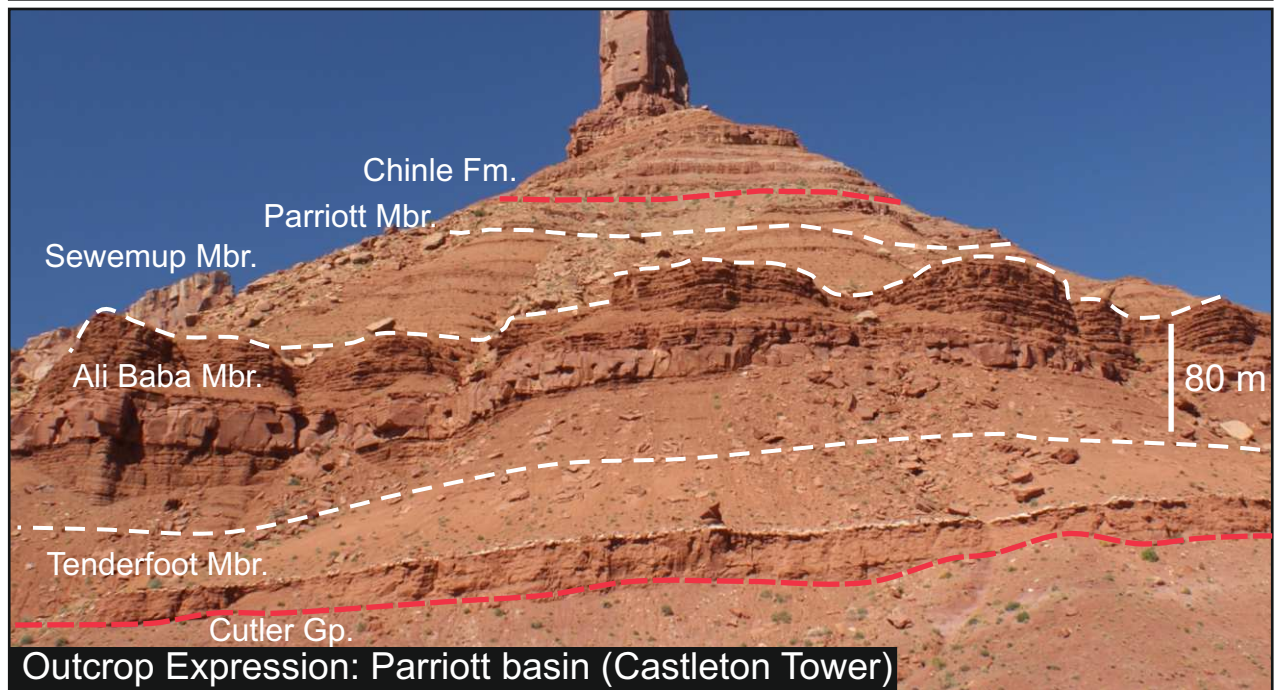 Chinle Fm.
Parriott Mbr.
Sewemup Mbr.
Ali Baba Mbr.
80 m
Tenderfoot Mbr.
Cutler Gp.
Outcrop Expression: Parriott basin (Castleton Tower)